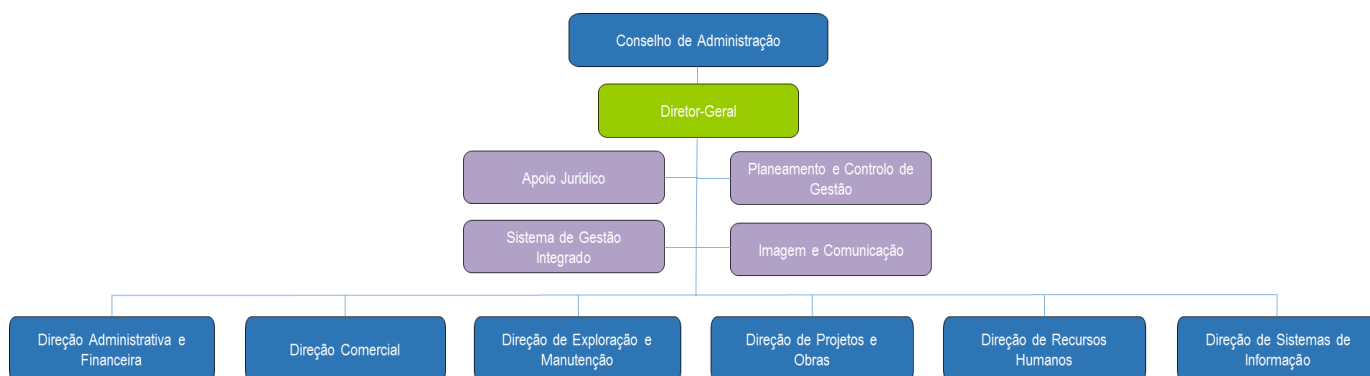 Conselho de Administração
Diretor-Geral
Apoio Jurídico
Planeamento e Controlo de
Gestão
Sistema de Gestão
Integrado
Imagem e Comunicação
Direção Administrativa e
Financeira
Direção Comercial
Direção de Exploração e
Manutenção
Direção de Projetos e
Obras
Direção de Recursos
Humanos
Direção de Sistemas de
Informação